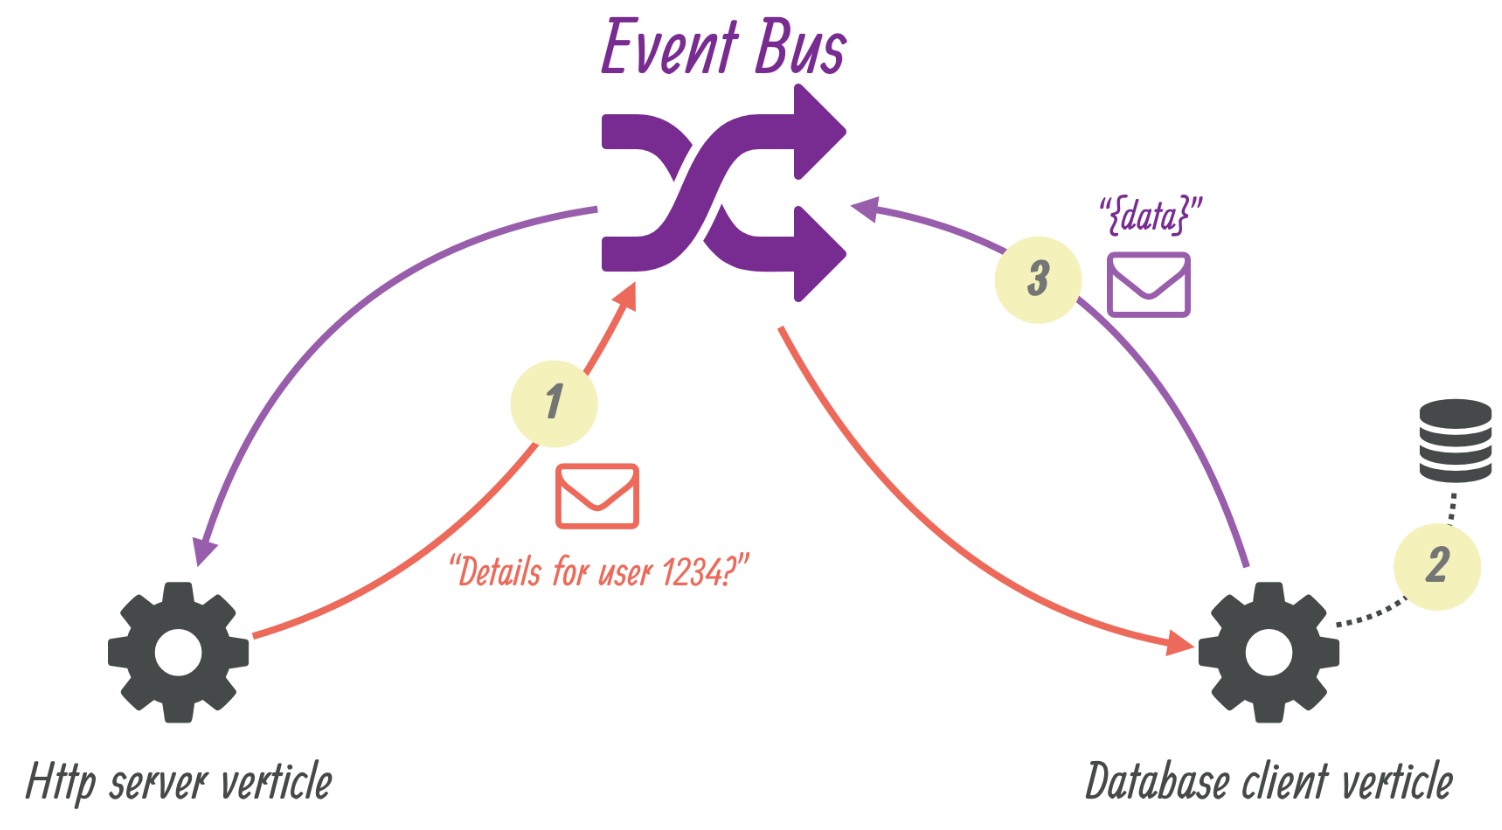 Event Bus
“{data}”
3
1
2
“Details for user 1234?”
Http server verticle
Database client verticle